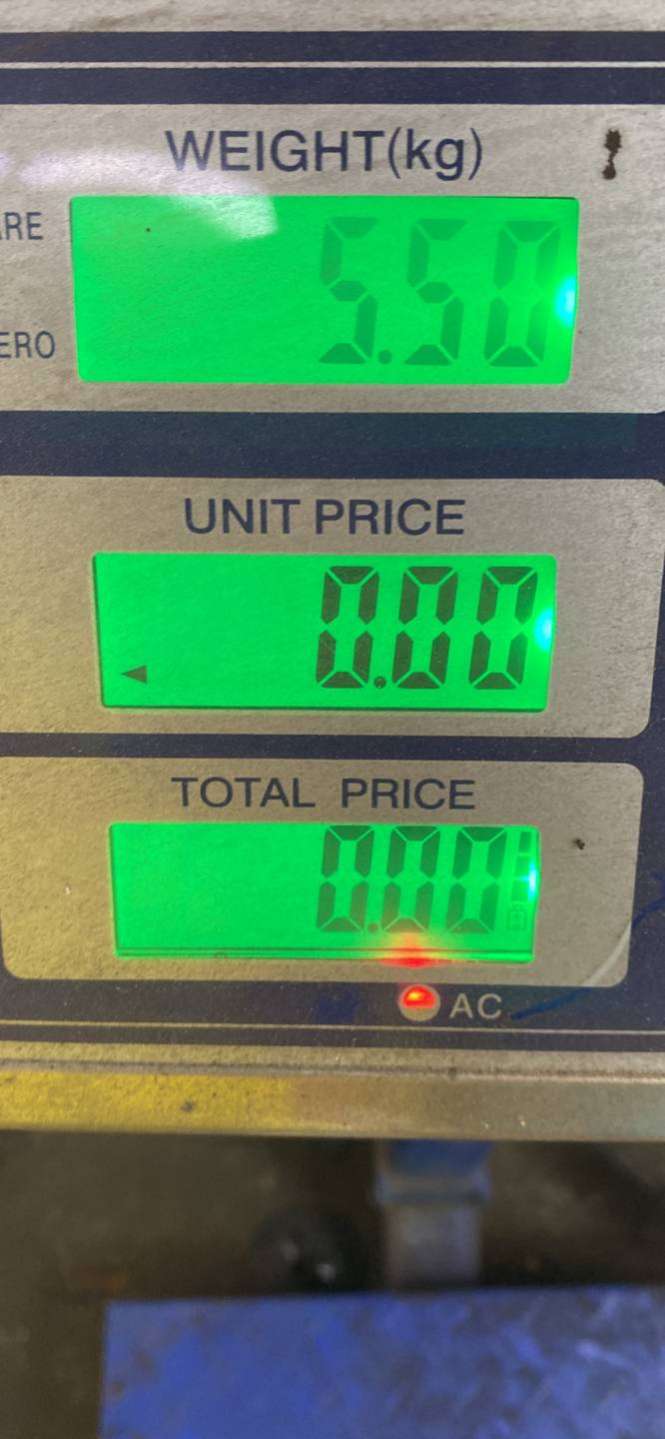 WEIGHT(kg)
RE
5.50
ERO
UNIT PRICE
0.00
TOTAL PRICE
0.00
AC